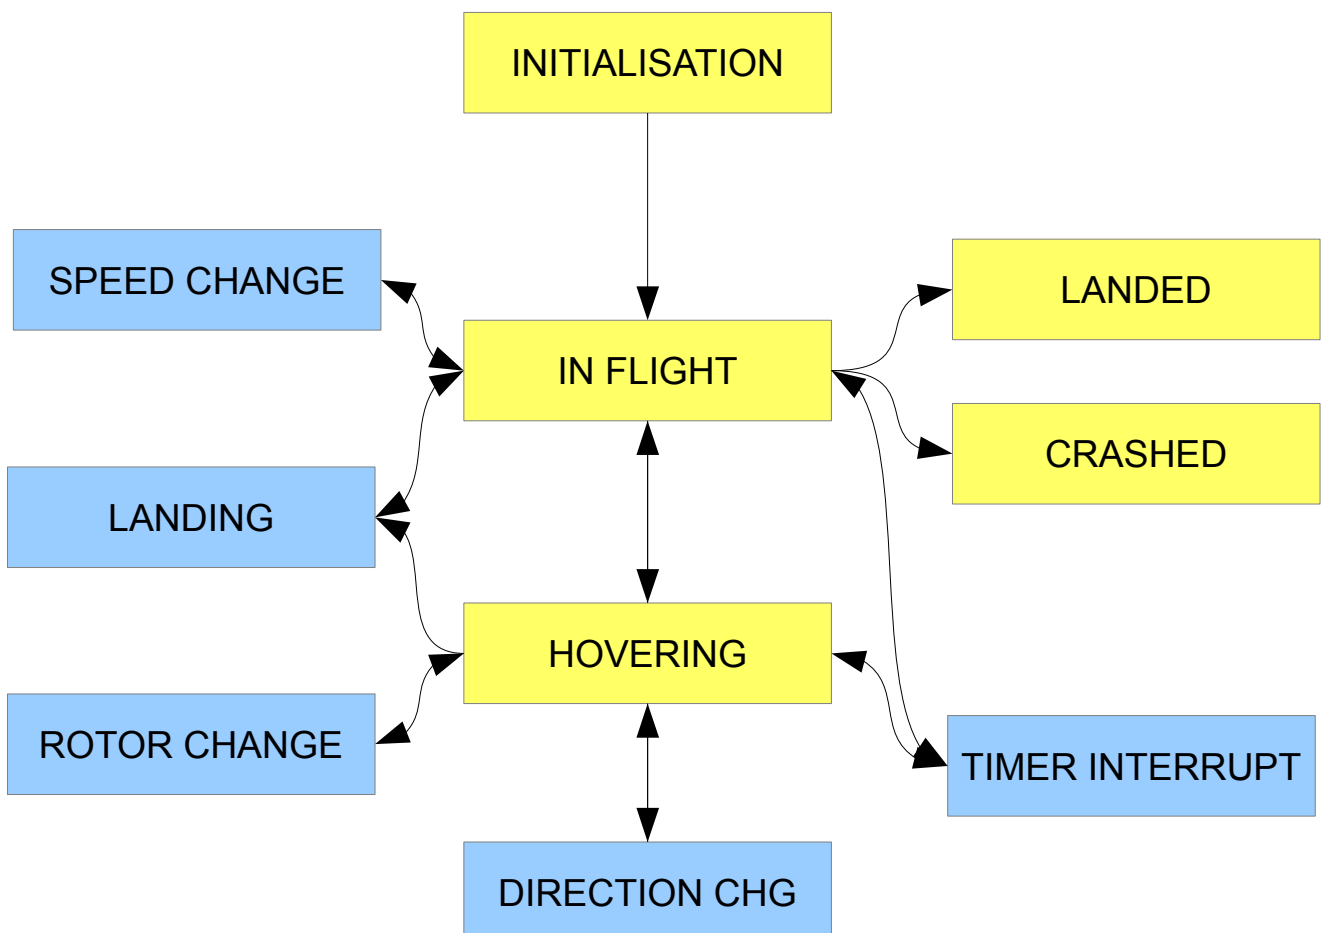 INITIALISATION
SPEED CHANGE
LANDED
IN FLIGHT
CRASHED
LANDING
HOVERING
ROTOR CHANGE
TIMER INTERRUPT
DIRECTION CHG